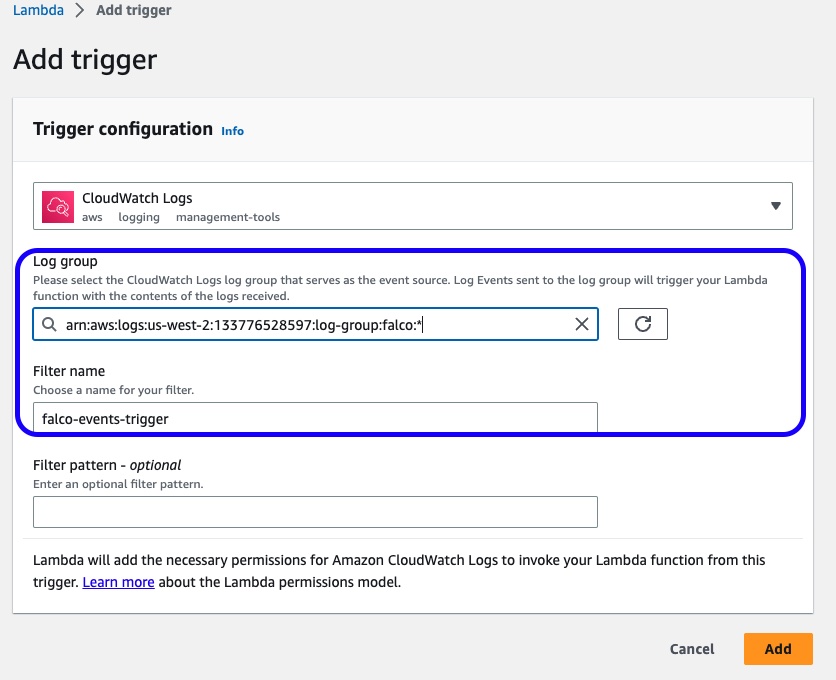 Lambda > Add trigger
Add trigger
Trigger configuration Info
CloudWatch Logs
aws logging management-tools
Log group
Please select the CloudWatch Logs log group that serves as the event source. Log Events sent to the log group will trigger your Lambda
function with the contents of the logs received.
arn:aws:logs:us-west-2:133776528597:log-group:falco:*
Filter name
Choose a name for your filter.
falco-events-trigger
Filter pattern - optional
Enter an optional filter pattern.
Lambda will add the necessary permissions for Amazon CloudWatch Logs to invoke your Lambda function from this
trigger. Learn more about the Lambda permissions model.
Cancel Add